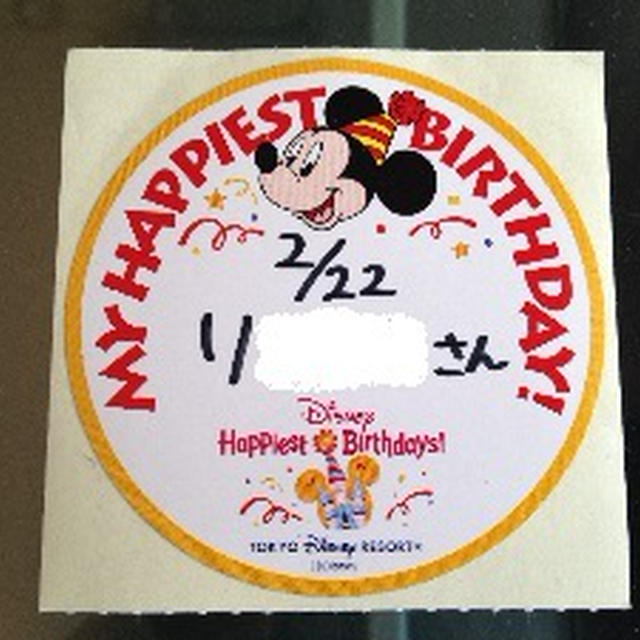 MY HAPPIEST BIRTHDAY!
2/22
り さん
Disney
Happiest Birthdays!
TOKYO Disney RESORT